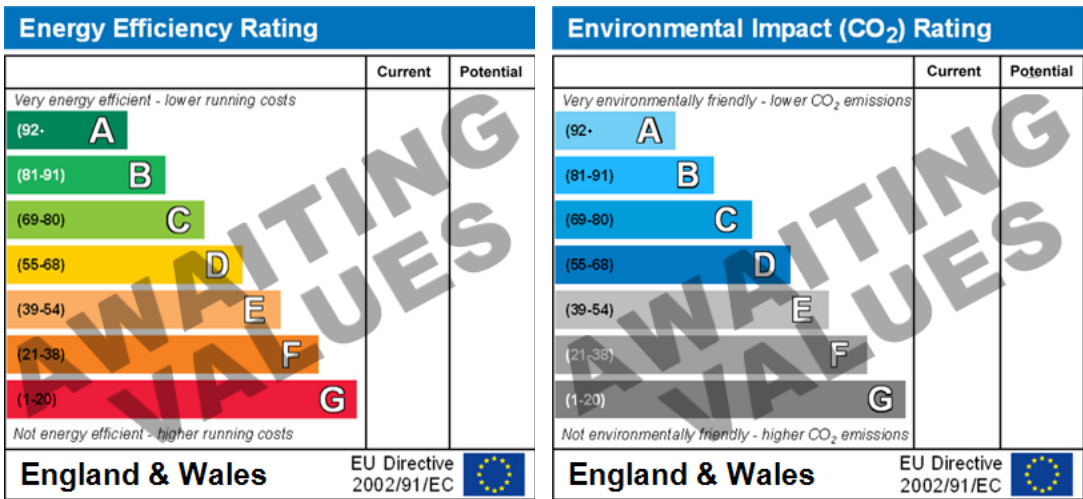 Energy Efficiency Rating
Current Potential
Very energy efficient - lower running costs
(92+ A
(81-91) B
(69-80) C
(55-68) D
(39-54) E
(21-38) F
(1-20) G
Not energy efficient - higher running costs
AWAITING
VALUES
England & Wales
EU Directive
2002/91/EC
Environmental Impact (CO₂) Rating
Current Potential
Very environmentally friendly - lower CO₂ emissions
(92+ A
(81-91) B
(69-80) C
(55-68) D
(39-54) E
(21-38) F
(1-20) G
Not environmentally friendly - higher CO₂ emissions
AWAITING
VALUES
England & Wales
EU Directive
2002/91/EC